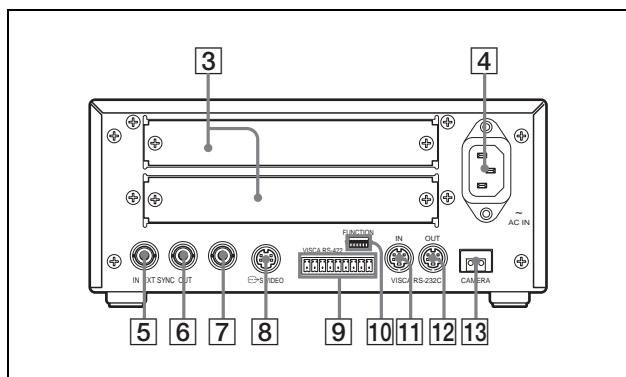 3
4
FUNCTION
IN
OUT
~
AC IN
VISCA RS-422
IN EXT SYNC OUT
S VIDEO
VISCA RS-232C
CAMERA
5
6
7
8
9
10
11
12
13